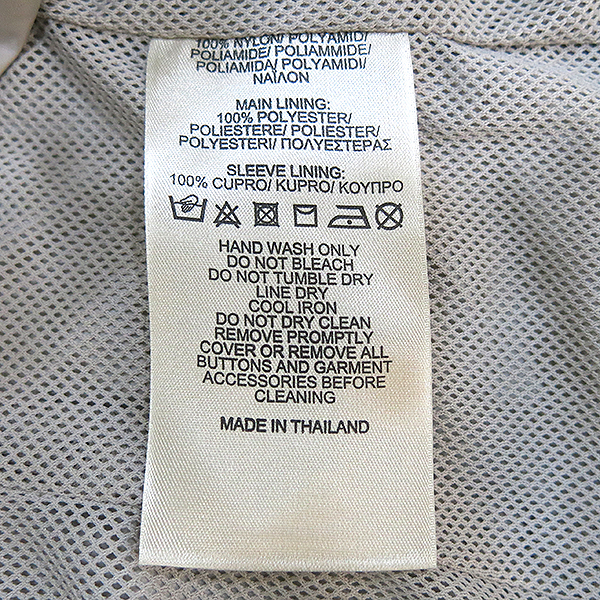 100% NYLON/ POLYAMID/
POLIAMIDE/ POLIAMMIDE/
POLIAMIDA/ POLYAMIDI/
ΝΑΪΛΟΝ
MAIN LINING:
100% POLYESTER/
POLIESTERE/ POLIESTER/
POLYESTERI/ ΠΟΛΥΕΣΤΕΡΑΣ
SLEEVE LINING:
100% CUPRO/ KUPRO/ ΚΟΥΠΡΟ
HAND WASH ONLY
DO NOT BLEACH
DO NOT TUMBLE DRY
LINE DRY
COOL IRON
DO NOT DRY CLEAN
REMOVE PROMPTLY
COVER OR REMOVE ALL
BUTTONS AND GARMENT
ACCESSORIES BEFORE
CLEANING
MADE IN THAILAND